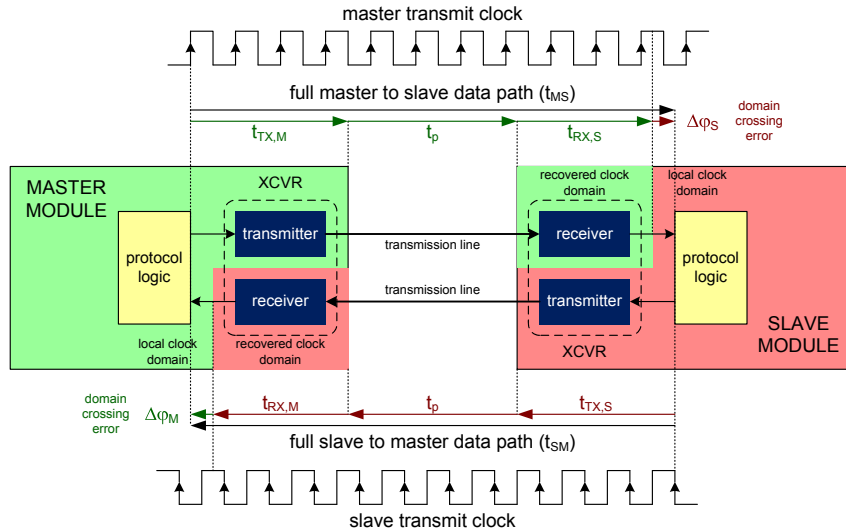 master transmit clock
full master to slave data path (tMS)
tTX,M
tp
tRX,S
ΔφS
domain
crossing
error
MASTER
MODULE
XCVR
recovered clock
domain
local clock
domain
SLAVE
MODULE
protocol
logic
transmitter
transmission line
receiver
protocol
logic
receiver
transmission line
transmitter
local clock
domain
recovered clock
domain
XCVR
domain
crossing
error
ΔφM
tRX,M
tp
tTX,S
full slave to master data path (tSM)
slave transmit clock